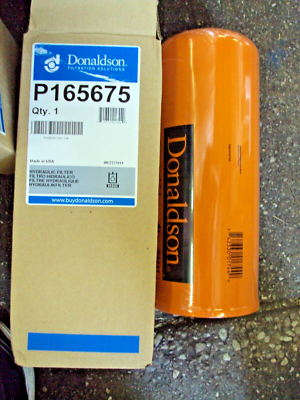 Donaldson.
FILTRATION SOLUTIONS
P165675
Qty. 1
Made in USA
HYDRAULIC FILTER
FILTRO HIDRAULICO
FILTRE HYDRAULIQUE
HYDRAULIKFILTER
www.buydonaldson.com
Donaldson.